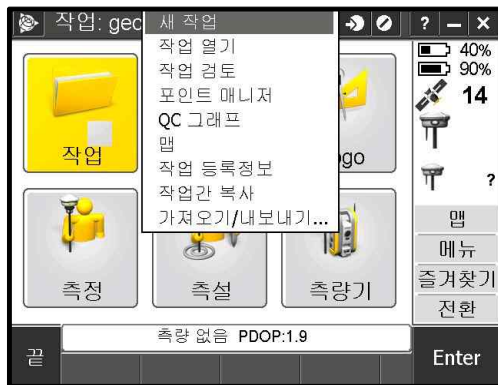 작업: geo
새 작업
작업 열기
작업 검토
포인트 매니저
QC 그래프
맵
작업 등록정보
작업간 복사
가져오기/내보내기...
? – ×
40%
90%
14
?
작업
ogo
측정
측설
측량기
맵
메뉴
즐겨찾기
전환
측량 없음 PDOP:1.9
끝
Enter